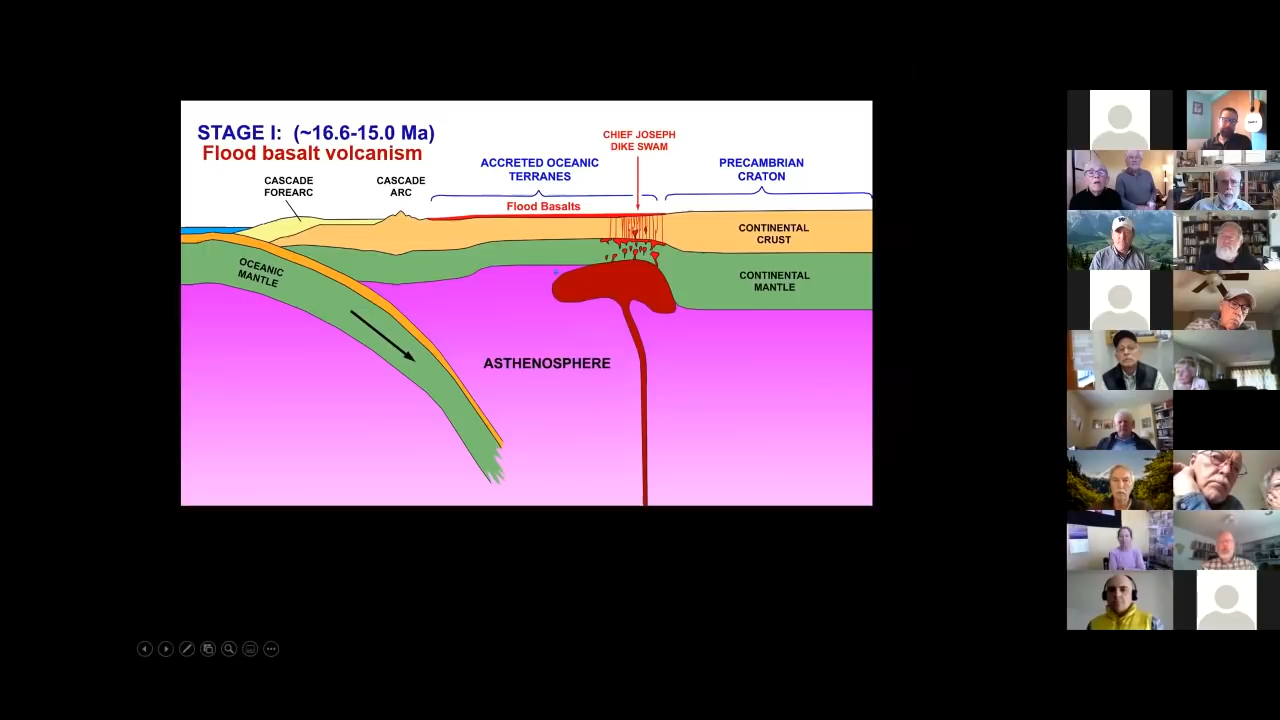 STAGE I: (~16.6-15.0 Ma)
Flood basalt volcanism
CHIEF JOSEPH
DIKE SWAM
ACCRETED OCEANIC
TERRANES
PRECAMBRIAN
CRATON
CASCADE
FOREARC
CASCADE
ARC
Flood Basalts
CONTINENTAL
CRUST
OCEANIC
MANTLE
CONTINENTAL
MANTLE
ASTHENOSPHERE